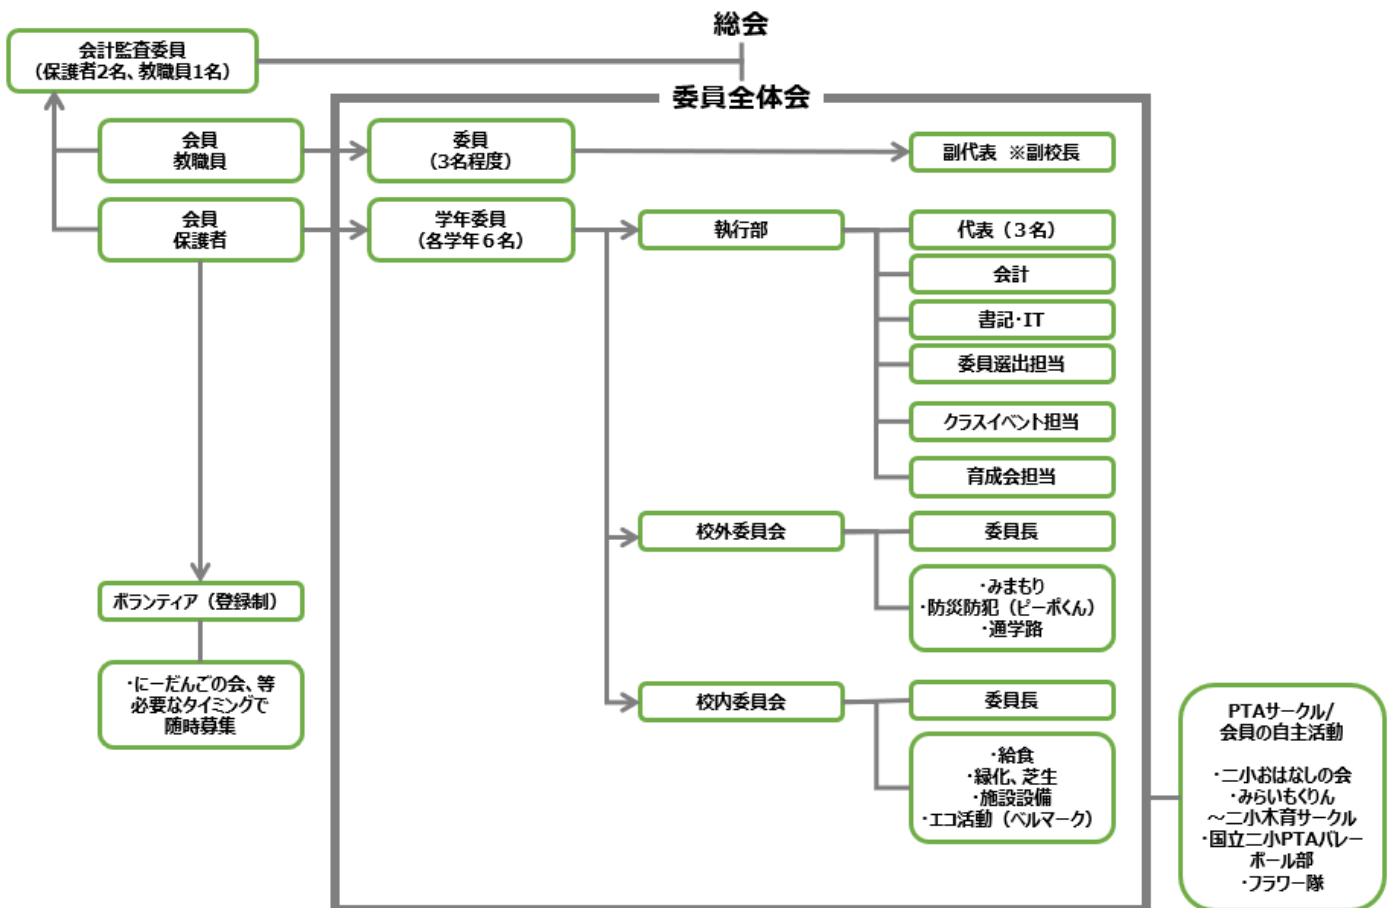 総会
会計監査委員
（保護者2名、教職員1名）
委員全体会
会員
教職員
委員
（3名程度）
副代表 ※副校長
会員
保護者
学年委員
（各学年６名）
執行部
代表（３名）
会計
書記・IT
委員選出担当
クラスイベント担当
育成会担当
校外委員会
委員長
・みまもり
・防災防犯（ピーポくん）
・通学路
ボランティア（登録制）
・にーだんごの会、等
必要なタイミングで
随時募集
校内委員会
委員長
・給食
・緑化、芝生
・施設設備
・エコ活動（ベルマーク）
PTAサークル/
会員の自主活動
・二小おはなしの会
・みらいもくりん
～二小木育サークル
・国立二小PTAバレー
ボール部
・フラワー隊